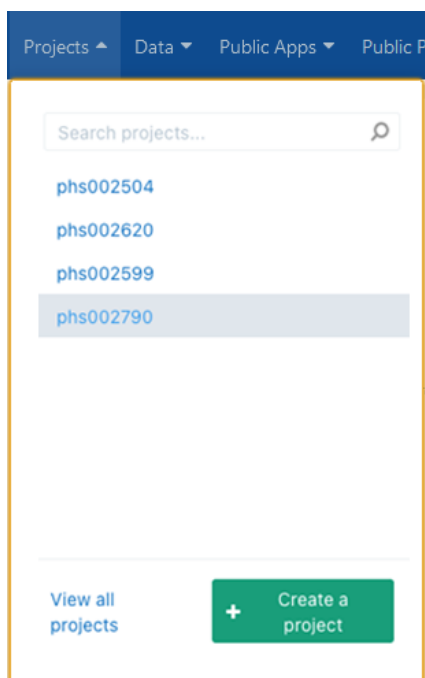 Projects Data Public Apps Public P
Search projects...
phs002504
phs002620
phs002599
phs002790
View all
projects
+ Create a
project